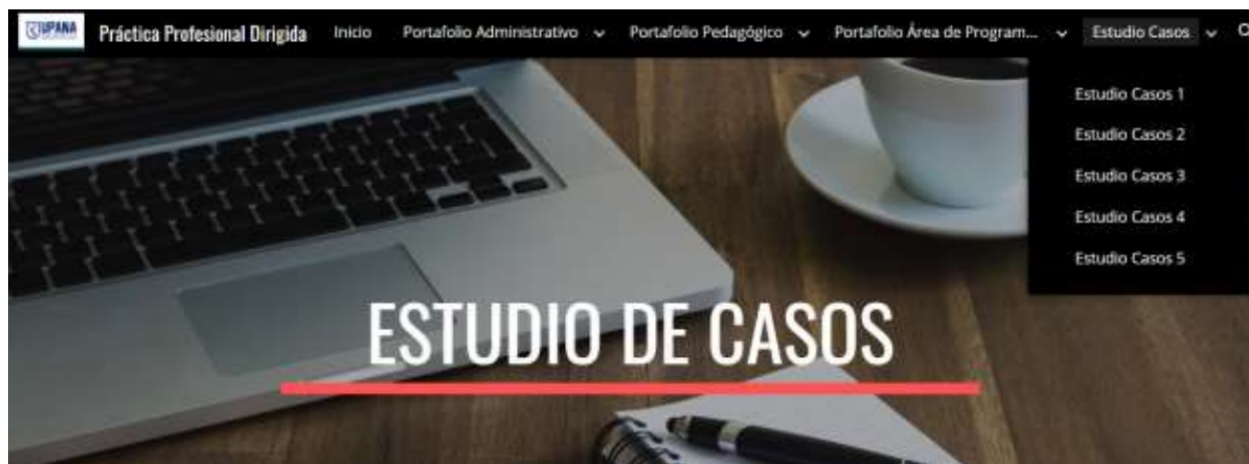 UPANA
Práctica Profesional Dirigida Inicio Portafolio Administrativo Portafolio Pedagógico Portafolio Área de Program... Estudio Casos
Estudio Casos 1
Estudio Casos 2
Estudio Casos 3
Estudio Casos 4
Estudio Casos 5
ESTUDIO DE CASOS